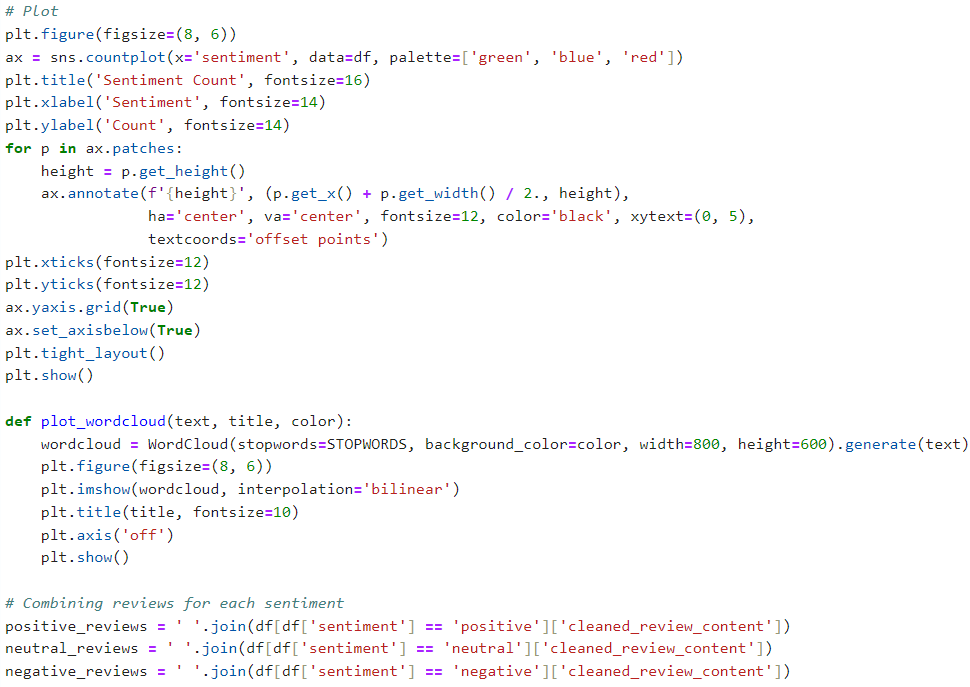 # Plot
plt.figure(figsize=(8, 6))
ax = sns.countplot(x='sentiment', data=df, palette=['green', 'blue', 'red'])
plt.title('Sentiment Count', fontsize=16)
plt.xlabel('Sentiment', fontsize=14)
plt.ylabel('Count', fontsize=14)
for p in ax.patches:
    height = p.get_height()
    ax.annotate(f'{height}', (p.get_x() + p.get_width() / 2., height),
                ha='center', va='center', fontsize=12, color='black', xytext=(0, 5),
                textcoords='offset points')
plt.xticks(fontsize=12)
plt.yticks(fontsize=12)
ax.yaxis.grid(True)
ax.set_axisbelow(True)
plt.tight_layout()
plt.show()

def plot_wordcloud(text, title, color):
    wordcloud = WordCloud(stopwords=STOPWORDS, background_color=color, width=800, height=600).generate(text)
    plt.figure(figsize=(8, 6))
    plt.imshow(wordcloud, interpolation='bilinear')
    plt.title(title, fontsize=10)
    plt.axis('off')
    plt.show()

# Combining reviews for each sentiment
positive_reviews = ' '.join(df[df['sentiment'] == 'positive']['cleaned_review_content'])
neutral_reviews = ' '.join(df[df['sentiment'] == 'neutral']['cleaned_review_content'])
negative_reviews = ' '.join(df[df['sentiment'] == 'negative']['cleaned_review_content'])